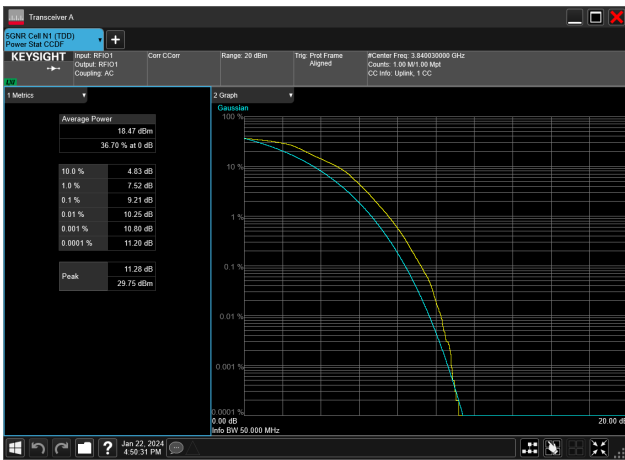 Transceiver A
5GNR Cell N1 (TDD)
Power Stat CCDF
KEYSIGHT
Input: RFIO1
Output: RFIO1
Coupling: AC
Corr CCorr
Range: 20 dBm
Trig: Prot Frame
Aligned
#Center Freq: 3.840030000 GHz
Counts: 1.00 M/1.00 Mpt
CC Info: Uplink, 1 CC
1 Metrics
Average Power
18.47 dBm
36.70 % at 0 dB
10.0 % 4.83 dB
1.0 % 7.52 dB
0.1 % 9.21 dB
0.01 % 10.25 dB
0.001 % 10.80 dB
0.0001 % 11.20 dB
Peak
11.28 dB
29.75 dBm
2 Graph
Gaussian
100 %
10 %
1 %
0.1 %
0.01 %
0.001 %
0.0001 %
0.00 dB
20.00 dB
Info BW 50.000 MHz
Jan 22, 2024
4:50:31 PM